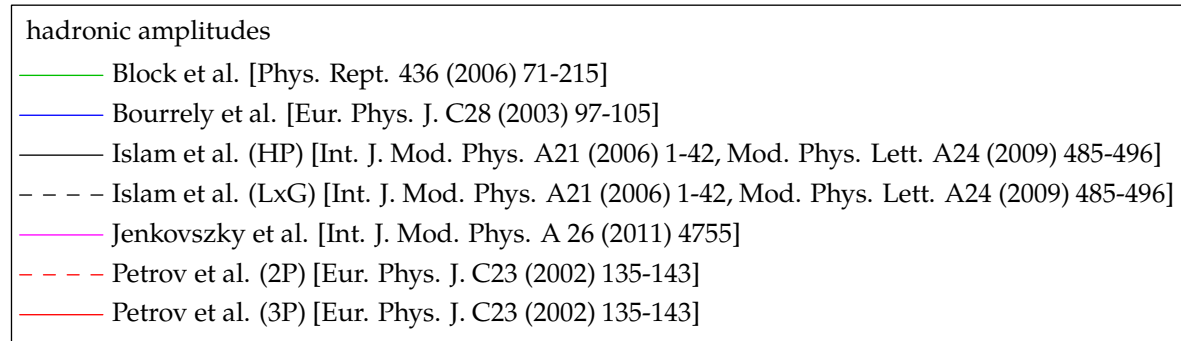 hadronic amplitudes
Block et al. [Phys. Rept. 436 (2006) 71-215]
Bourrely et al. [Eur. Phys. J. C28 (2003) 97-105]
Islam et al. (HP) [Int. J. Mod. Phys. A21 (2006) 1-42, Mod. Phys. Lett. A24 (2009) 485-496]
Islam et al. (LxG) [Int. J. Mod. Phys. A21 (2006) 1-42, Mod. Phys. Lett. A24 (2009) 485-496]
Jenkovszky et al. [Int. J. Mod. Phys. A 26 (2011) 4755]
Petrov et al. (2P) [Eur. Phys. J. C23 (2002) 135-143]
Petrov et al. (3P) [Eur. Phys. J. C23 (2002) 135-143]